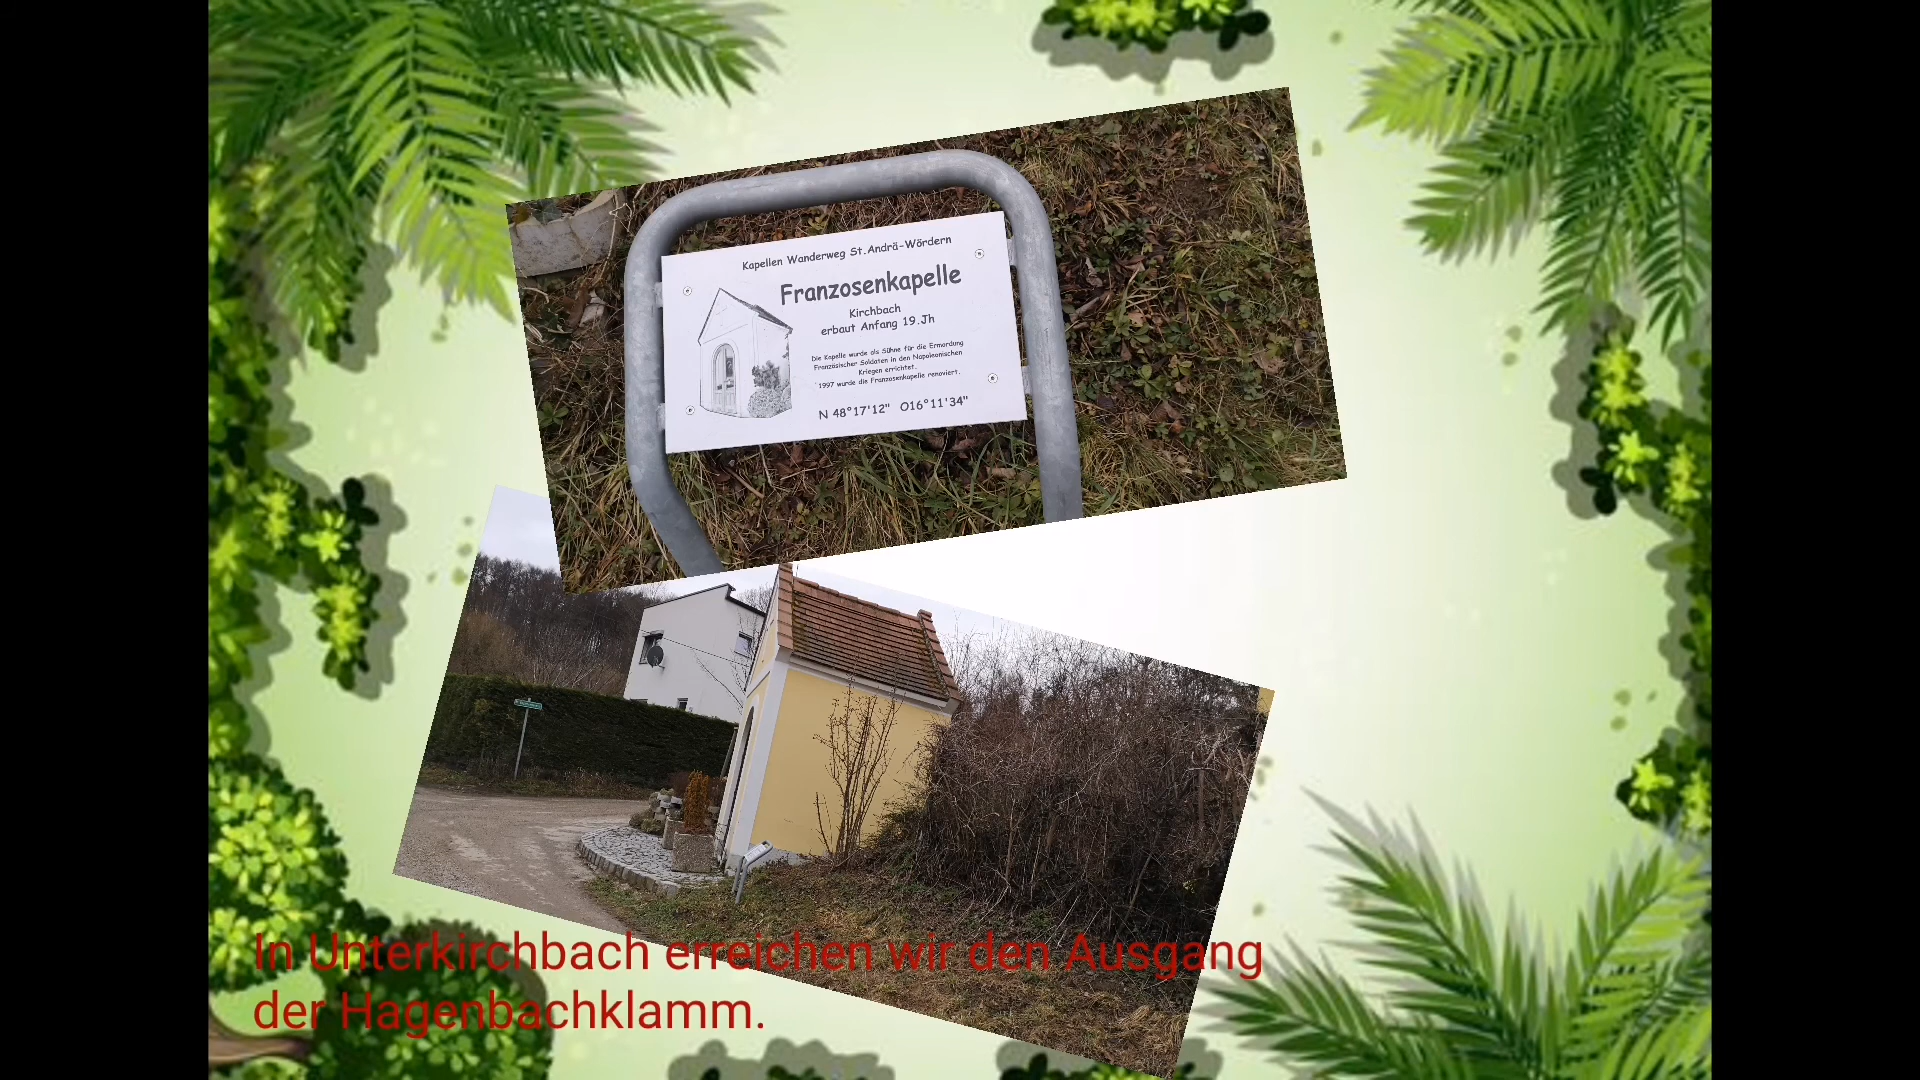 Kapellen Wanderweg St.Andrä-Wördern
Franzosenkapelle
Kirchbach
erbaut Anfang 19.Jh
Die Kapelle wurde als Sühne für die Ermordung
Französischer Soldaten in den Napoleonischen
Kriegen errichtet.
1997 wurde die Franzosenkapelle renoviert.
N 48°17'12" O16°11'34"
In Unterkirchbach erreichen wir den Ausgang
der Hagenbachklamm.